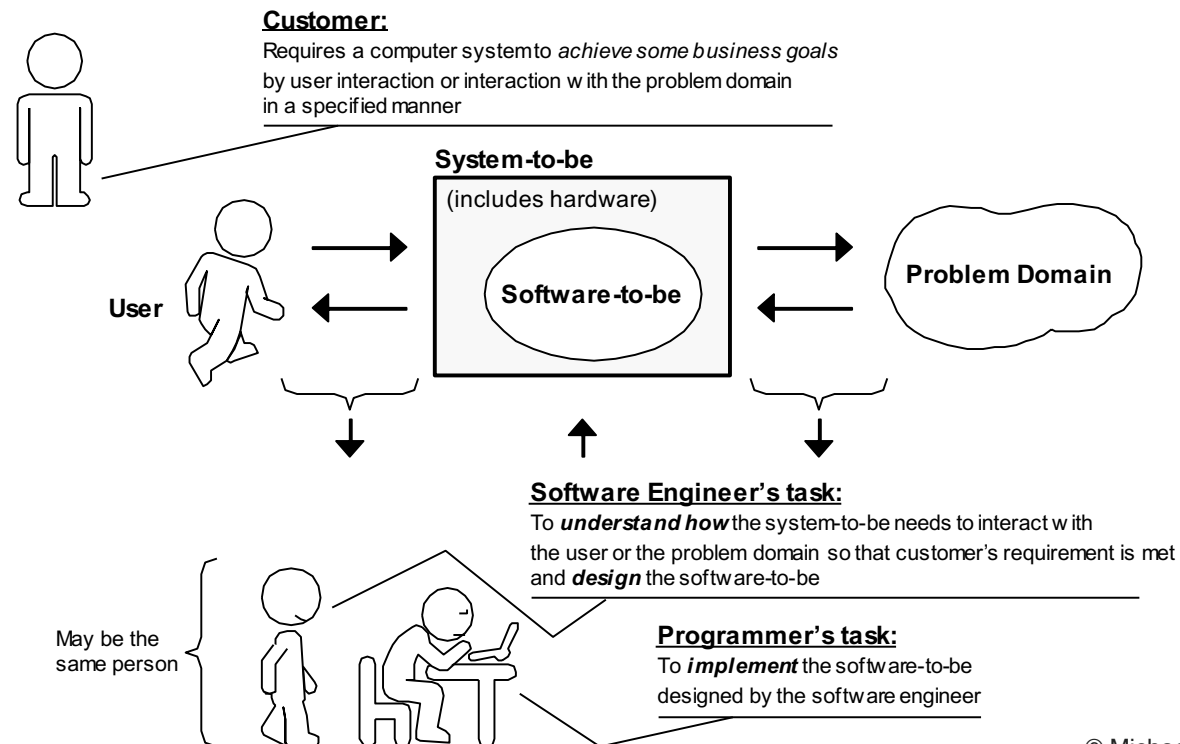 Customer:
Requires a computer system to achieve some business goals
by user interaction or interaction with the problem domain
in a specified manner
System-to-be
(includes hardware)
Software-to-be
Problem Domain
User
Software Engineer’s task:
To understand how the system-to-be needs to interact with
the user or the problem domain so that customer’s requirement is met
and design the software-to-be
May be the
same person
Programmer’s task:
To implement the software-to-be
designed by the software engineer